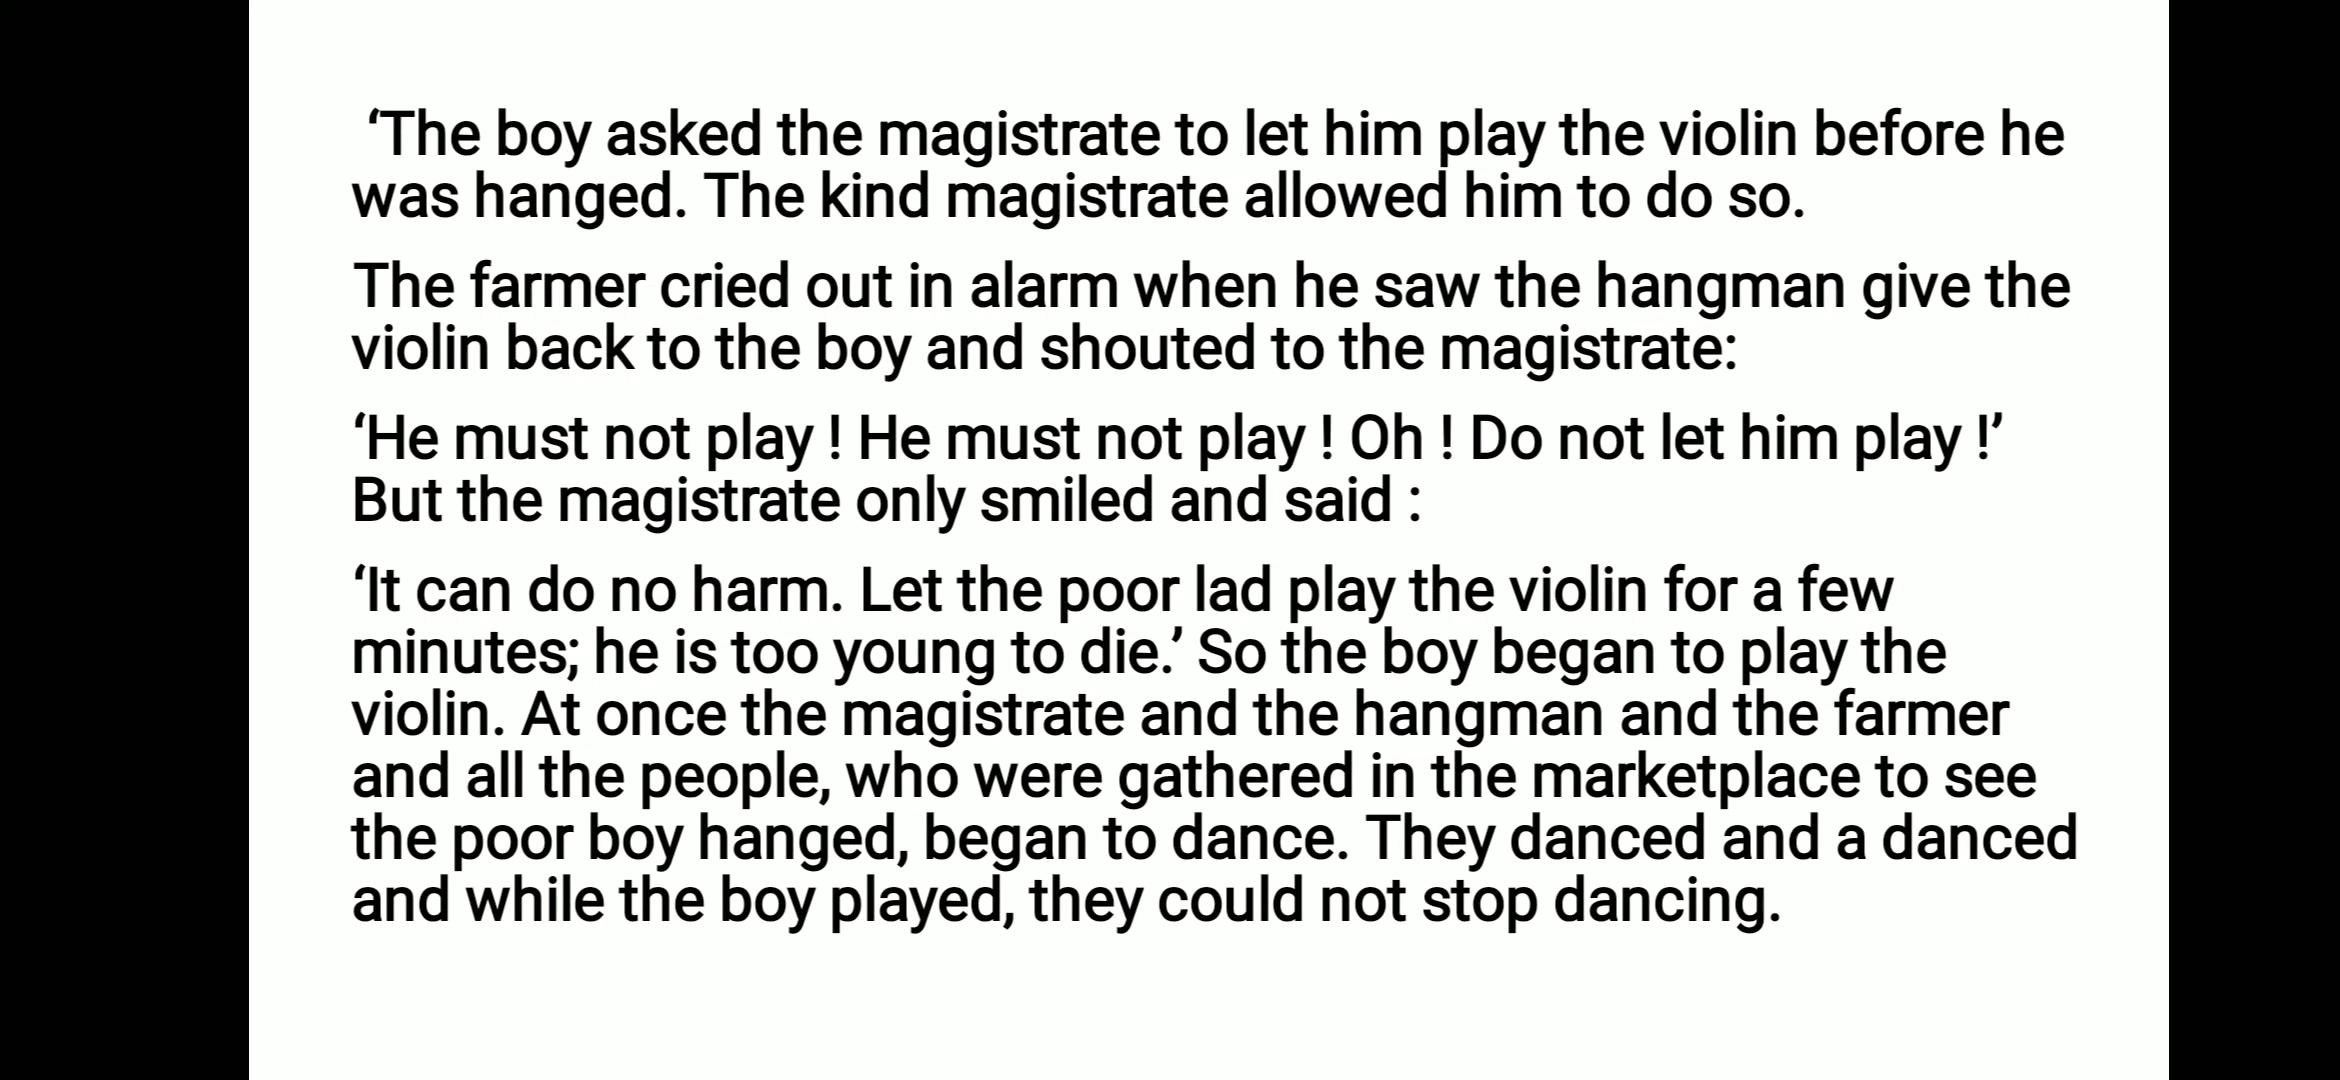 ‘The boy asked the magistrate to let him play the violin before he
was hanged. The kind magistrate allowed him to do so.
The farmer cried out in alarm when he saw the hangman give the
violin back to the boy and shouted to the magistrate:
‘He must not play ! He must not play ! Oh ! Do not let him play !’
But the magistrate only smiled and said :
‘It can do no harm. Let the poor lad play the violin for a few
minutes; he is too young to die.’ So the boy began to play the
violin. At once the magistrate and the hangman and the farmer
and all the people, who were gathered in the marketplace to see
the poor boy hanged, began to dance. They danced and a danced
and while the boy played, they could not stop dancing.